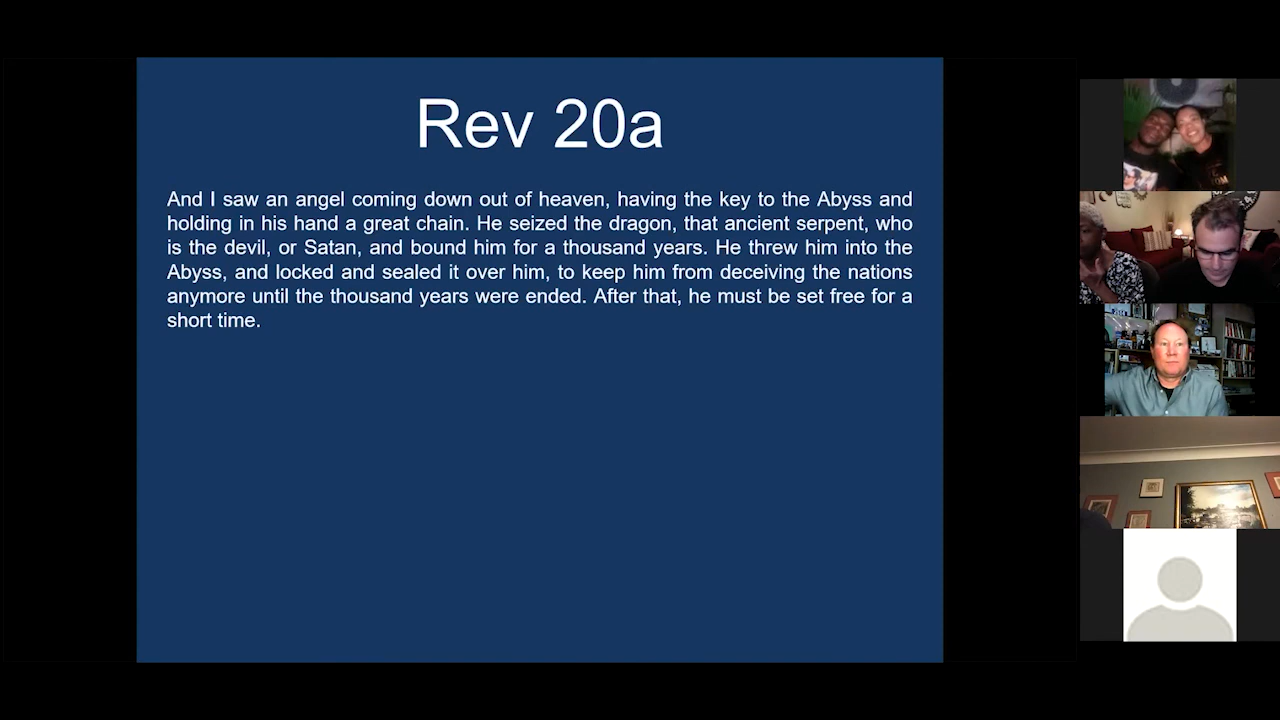 Rev 20a
And I saw an angel coming down out of heaven, having the key to the Abyss and
holding in his hand a great chain. He seized the dragon, that ancient serpent, who
is the devil, or Satan, and bound him for a thousand years. He threw him into the
Abyss, and locked and sealed it over him, to keep him from deceiving the nations
anymore until the thousand years were ended. After that, he must be set free for a
short time.